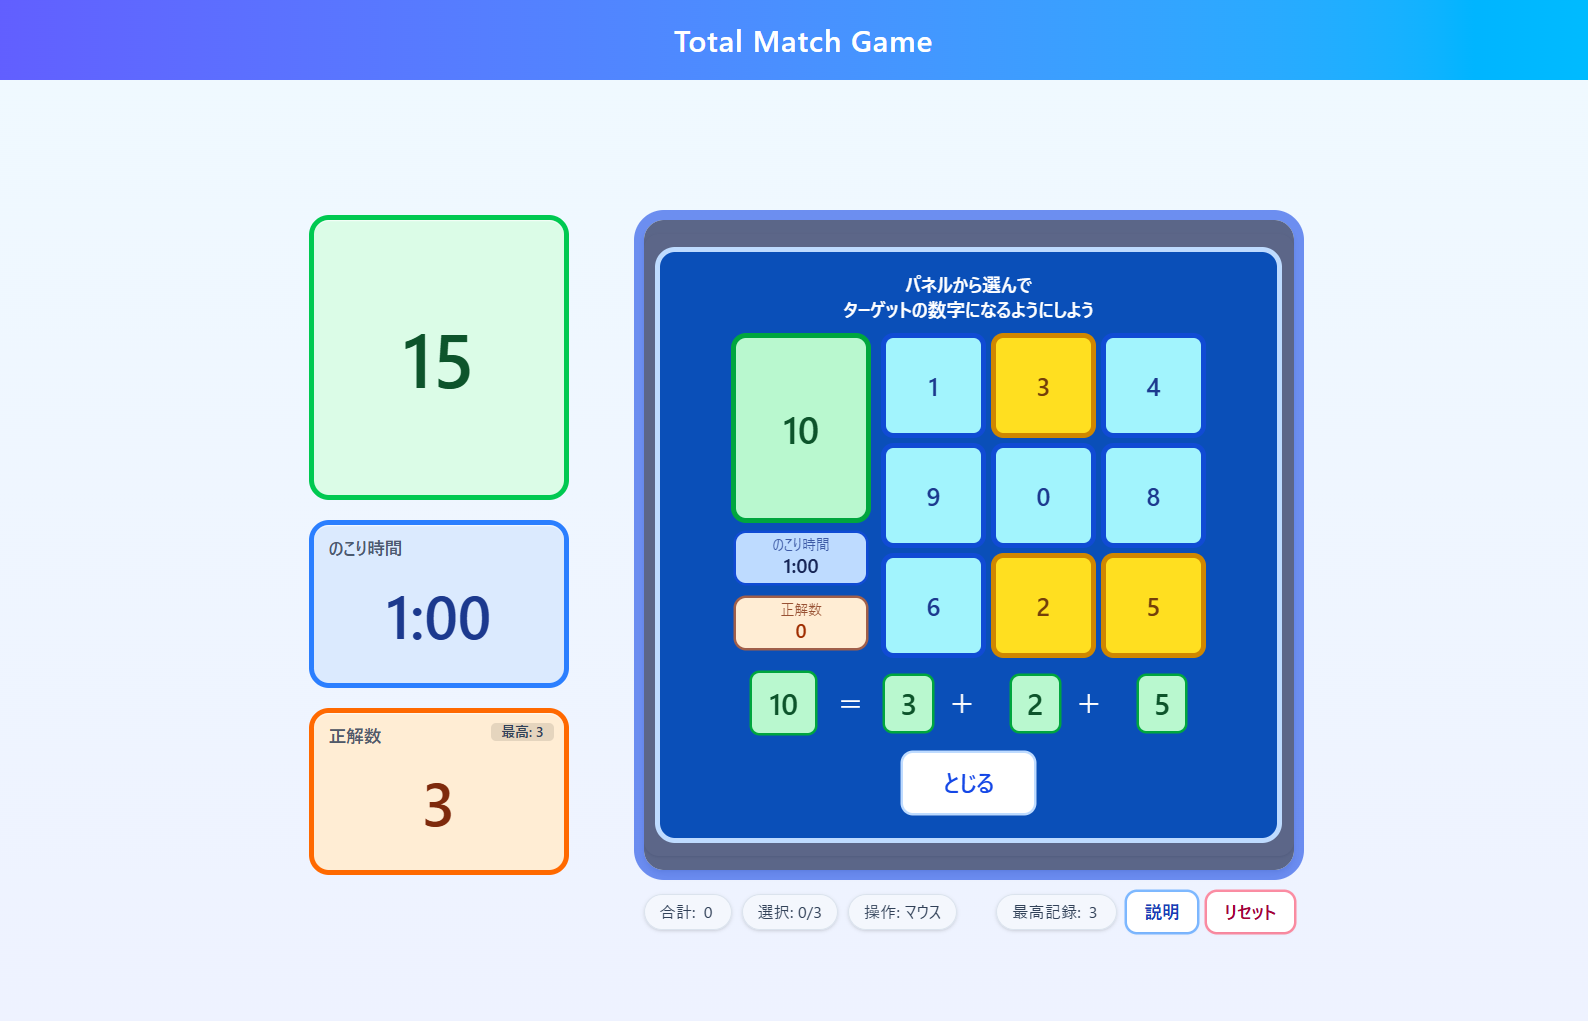 Total Match Game
15
のこり時間
1:00
正解数
最高: 3
3
パネルから選んで
ターゲットの数字になるようにしよう
10
1 3 4
9 0 8
6 2 5
のこり時間
1:00
正解数
0
10 = 3 + 2 + 5
とじる
合計: 0
選択: 0/3
操作: マウス
最高記録: 3
説明
リセット